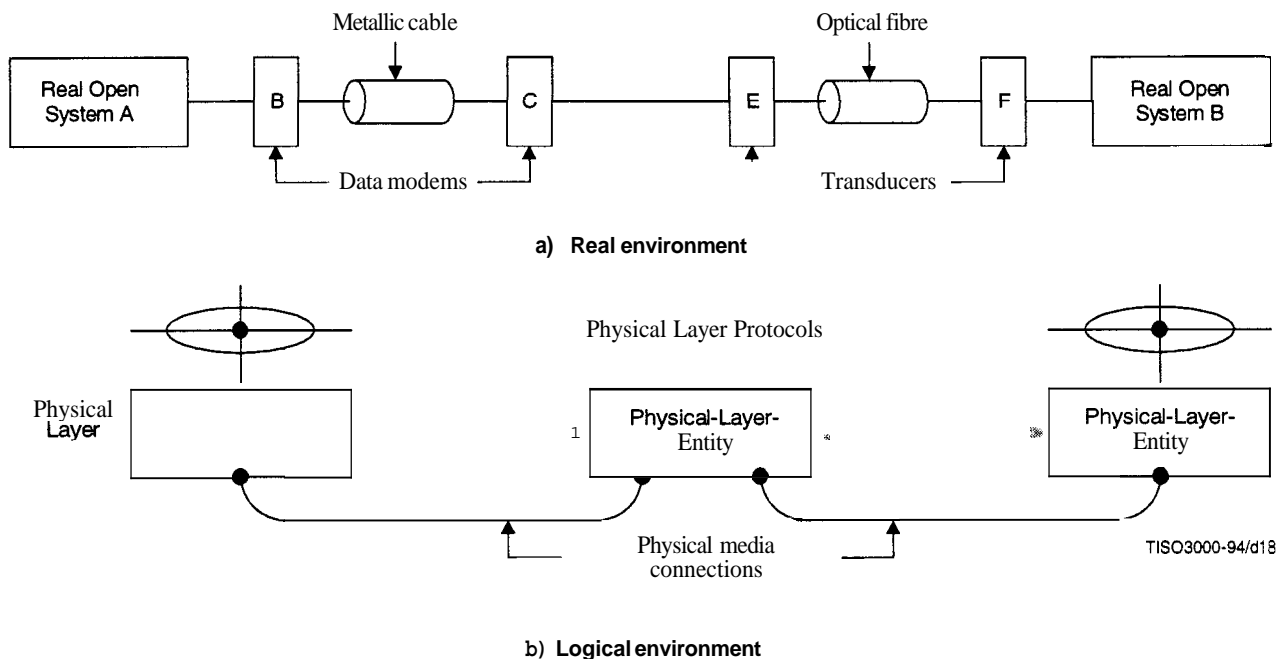 Metallic cable
Optical fibre
Real Open
System A
B
C
E
F
Real Open
System B
Data modems
Transducers
a) Real environment
Physical Layer Protocols
Physical
Layer
1
Physical-Layer-
Entity
Physical-Layer-
Entity
Physical media
connections
TISO3000-94/d18
b) Logical environment